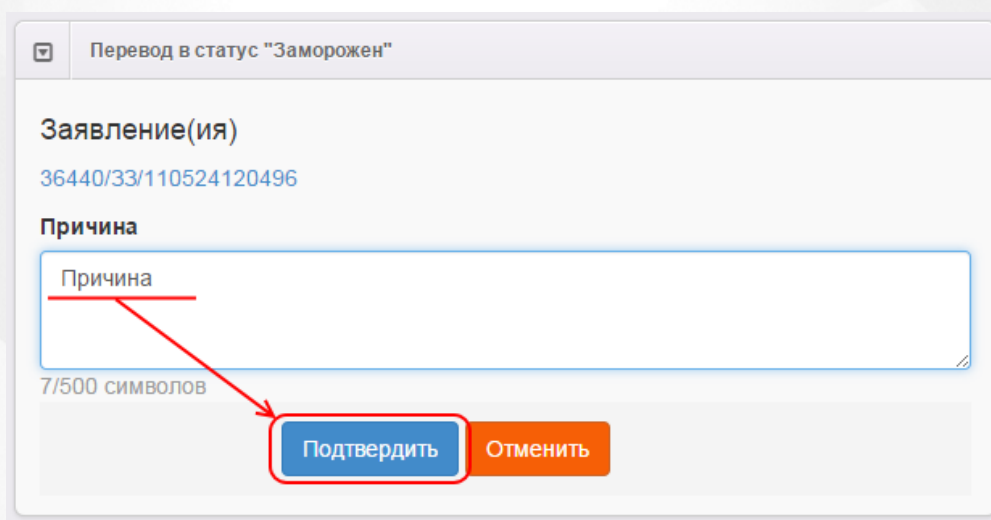 Перевод в статус "Заморожен"
Заявление(ия)
36440/33/110524120496
Причина
Причина
7/500 символов
Подтвердить Отменить